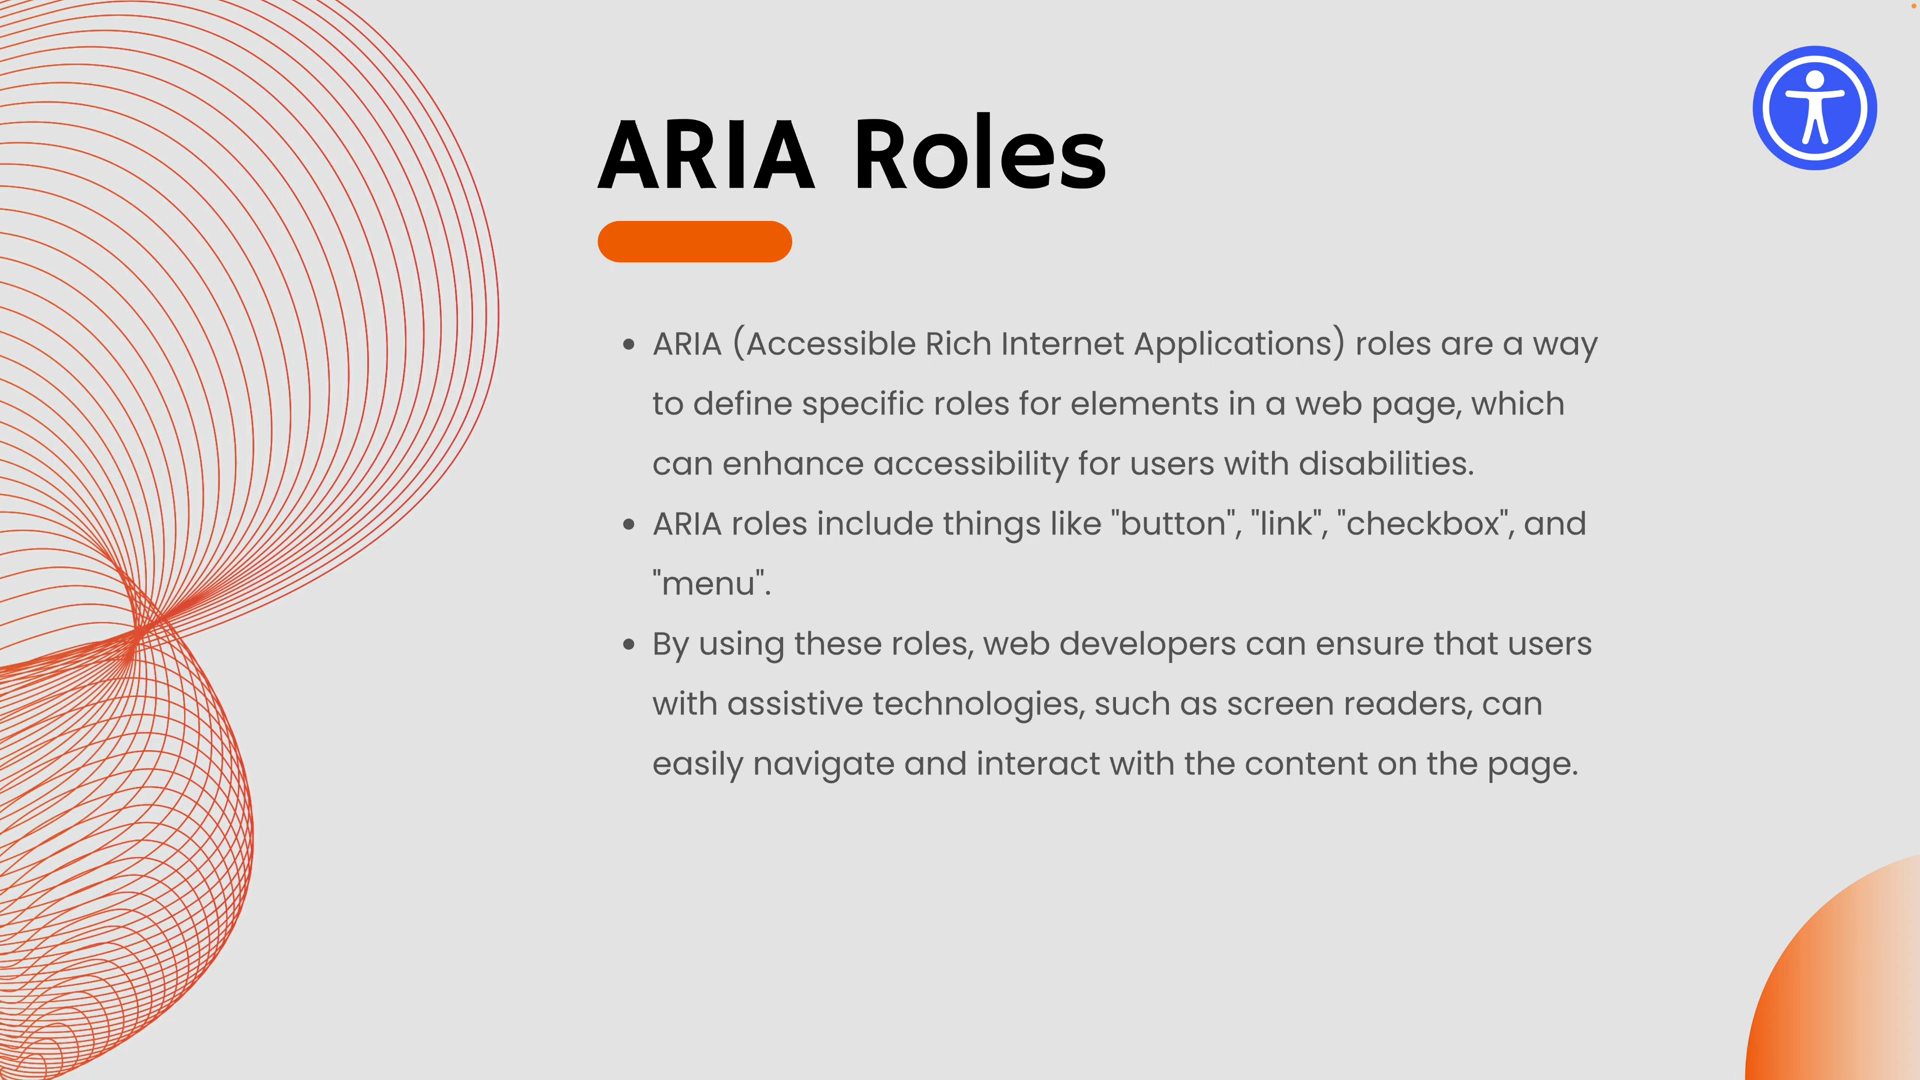 ARIA Roles
• ARIA (Accessible Rich Internet Applications) roles are a way
to define specific roles for elements in a web page, which
can enhance accessibility for users with disabilities.
• ARIA roles include things like "button", "link", "checkbox", and
"menu".
• By using these roles, web developers can ensure that users
with assistive technologies, such as screen readers, can
easily navigate and interact with the content on the page.